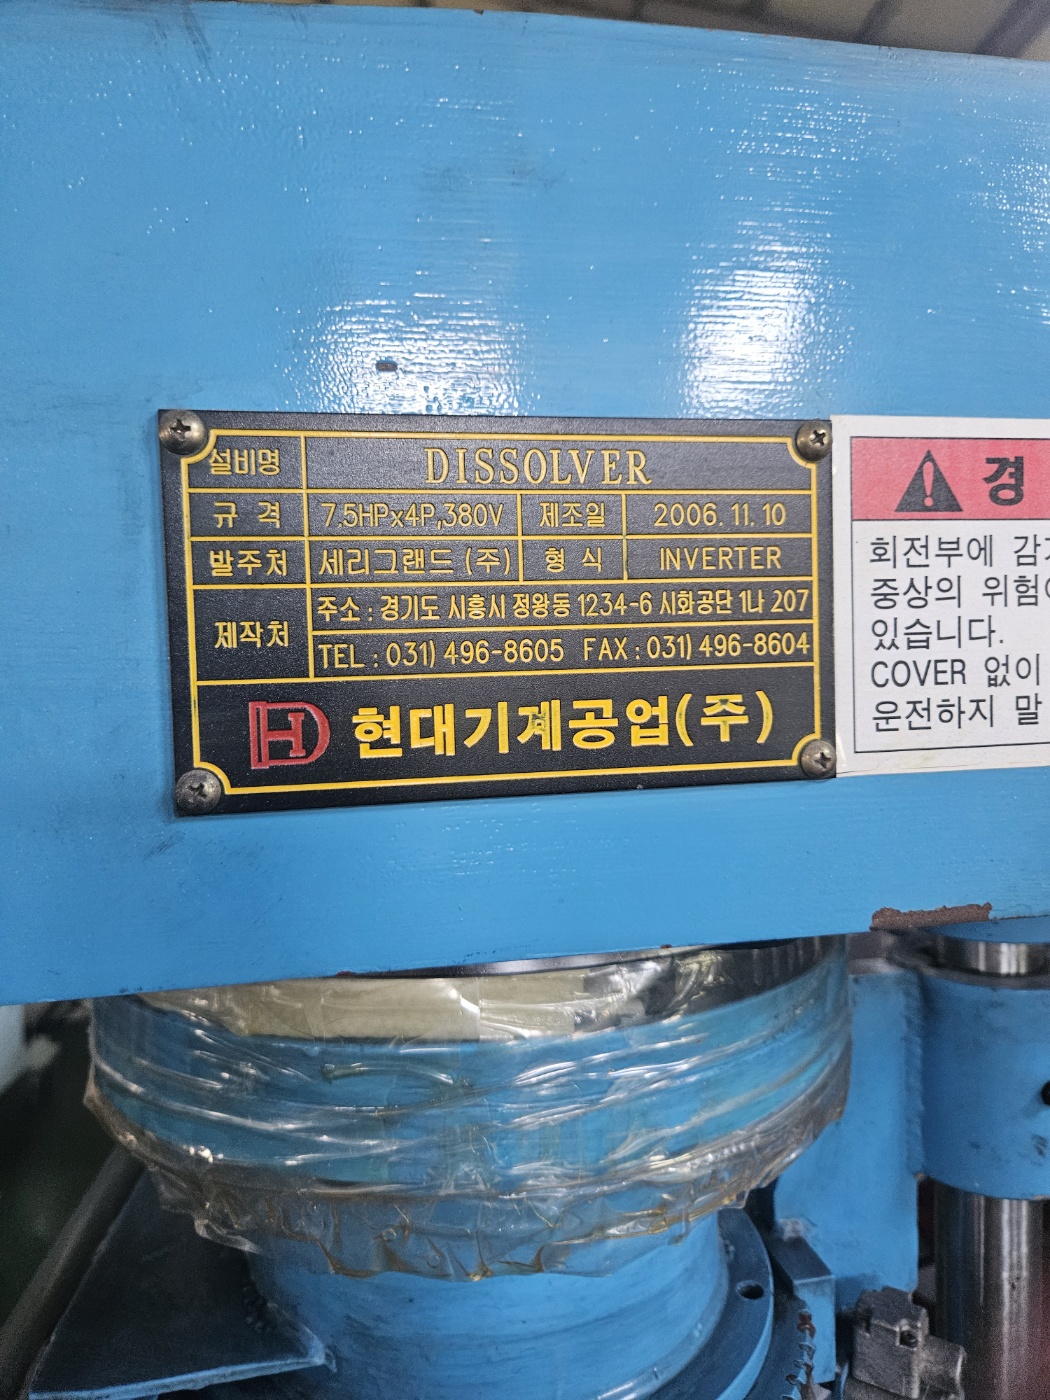 설비명 DISSOLVER
규격 7.5HPx4P,380V 제조일 2006.11.10
발주처 세리그랜드(주) 형식 INVERTER
제작처 주소 : 경기도 시흥시 정왕동 1234-6 시화공단 1나 207
TEL : 031) 496-8605 FAX : 031) 496-8604
현대기계공업(주)
경
회전부에
중상의
있습니다.
COVER 없이
운전하지 말